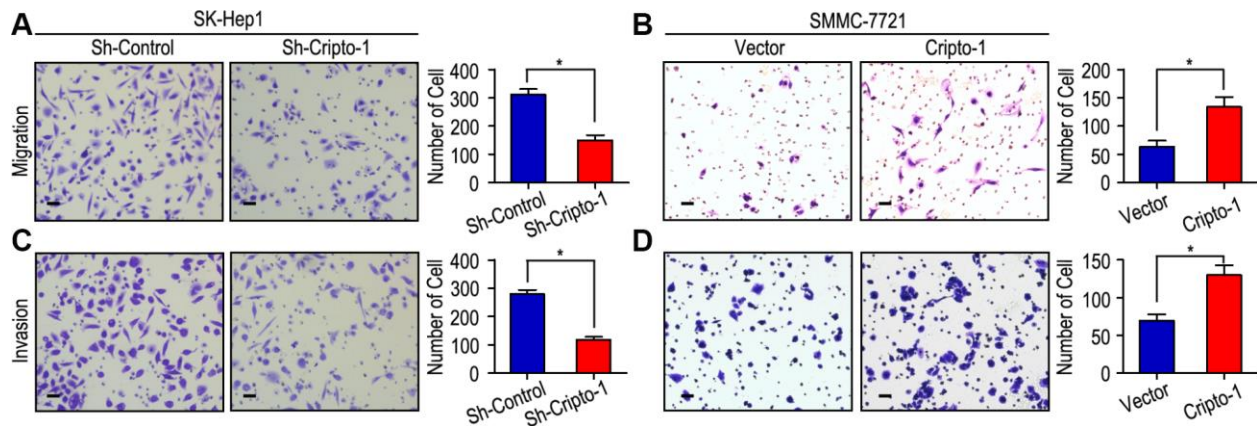 A
SK-Hep1
Sh-Control
Sh-Cripto-1
Migration
Number of Cell
400
300
200
100
0
*
Sh-Control
Sh-Cripto-1
B
SMMC-7721
Vector
Cripto-1
Number of Cell
200
150
100
50
0
*
Vector
Cripto-1
C
Invasion
Number of Cell
400
300
200
100
0
*
Sh-Control
Sh-Cripto-1
D
Number of Cell
150
100
50
0
*
Vector
Cripto-1